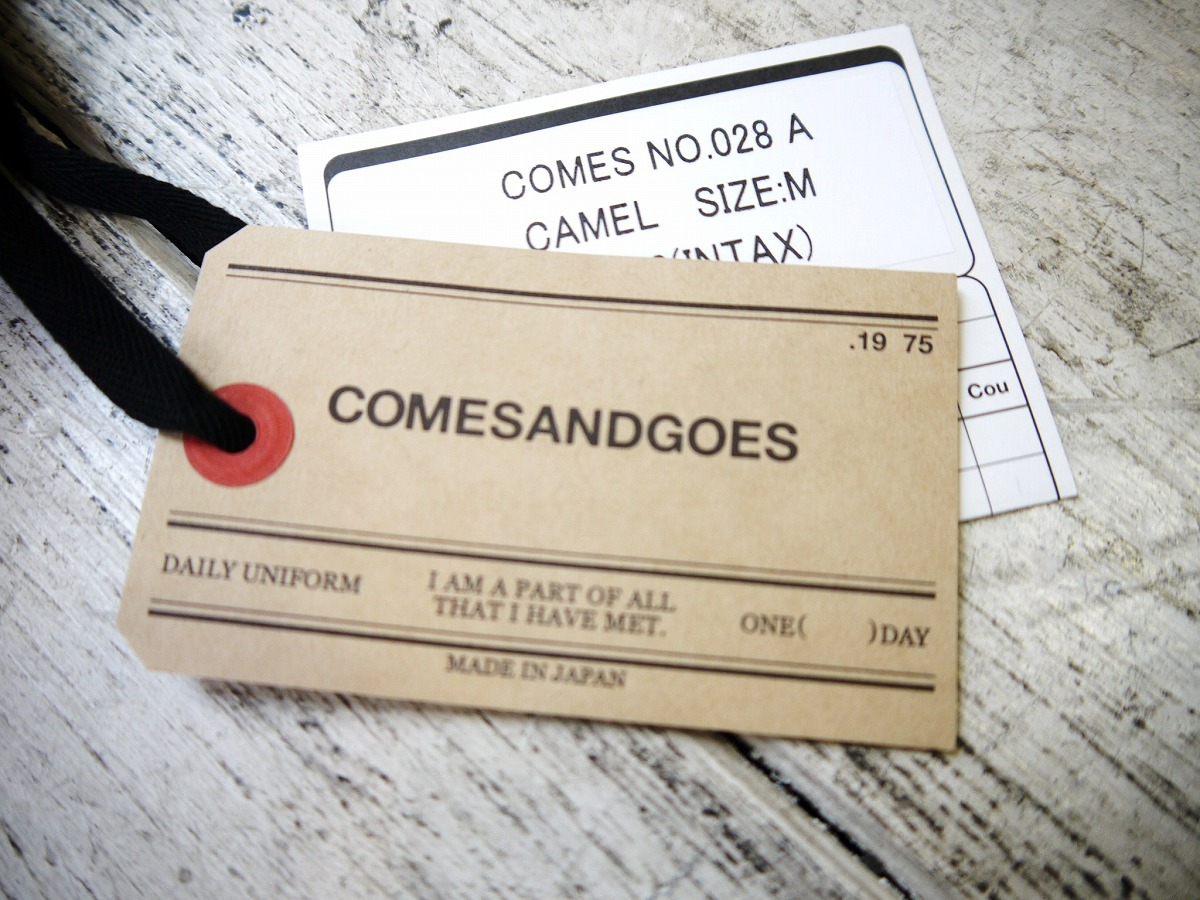 COMES NO.028 A
CAMEL SIZE:M
(INTAX)
Cou
.19 75
COMESANDGOES
DAILY UNIFORM
I AM A PART OF ALL
THAT I HAVE MET.
ONE( )DAY
MADE IN JAPAN